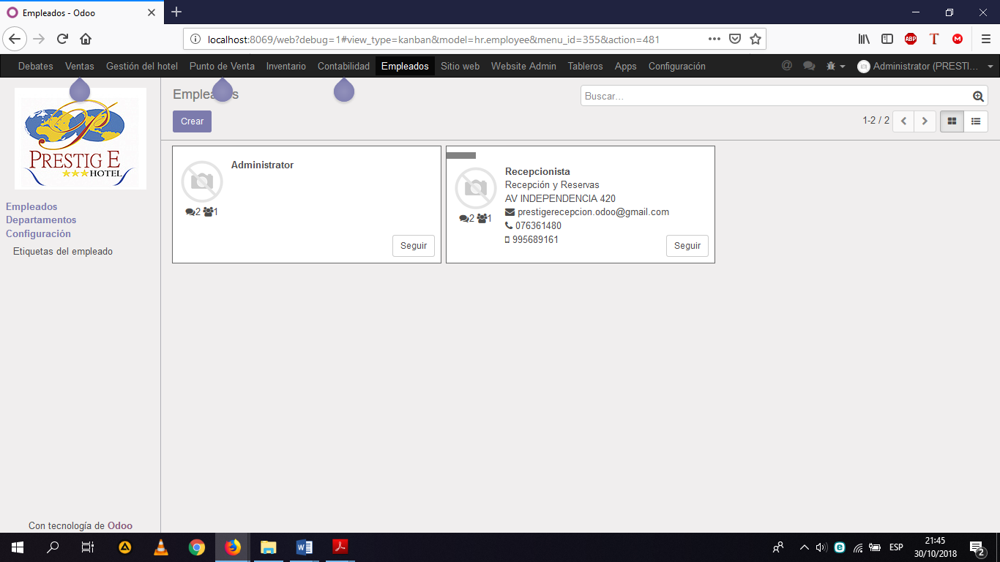 Empleados - Odoo
localhost:8069/web?debug=1#view_type=kanban&model=hr.employee&menu_id=355&action=481
ABP
T
M
Debates Ventas Gestión del hotel Punto de Venta Inventario Contabilidad Empleados Sitio web Website Admin Tableros Apps Configuración
Administrator (PRESTI...
PRESTIGE
HOTEL
Empleados
Departamentos
Configuración
Etiquetas del empleado
Con tecnología de Odoo
Empleados
Buscar...
Crear
1-2 / 2
Administrator
2 1
Seguir
Recepcionista
Recepción y Reservas
AV INDEPENDENCIA 420
prestigerecepcion.odoo@gmail.com
2 1
076361480
995689161
Seguir
ESP
21:45
30/10/2018
2